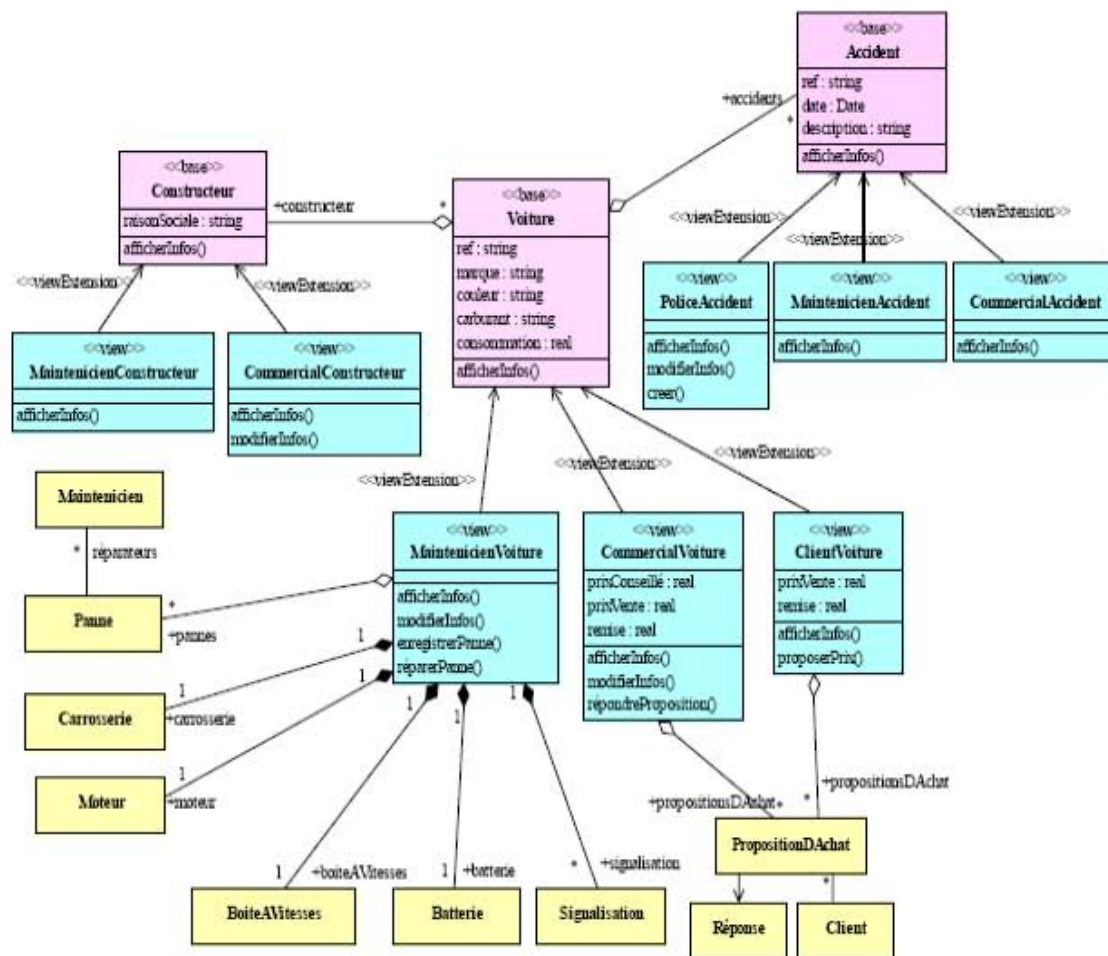 <<base>>
Accident
ref : string
date : Date
description : string
afficherInfos()
+accidents
*
<<base>>
Constructeur
raisonSociale : string
afficherInfos()
+constructeur
*
<<base>>
Voiture
ref : string
marque : string
couleur : string
carburant : string
consommation : real
afficherInfos()
<<viewExtension>>
<<viewExtension>>
<<viewExtension>>
<<viewExtension>>
<<viewExtension>>
<<view>>
PoliceAccident
afficherInfos()
modifierInfos()
creer()
<<view>>
MaintenicienAccident
afficherInfos()
<<view>>
CommercialAccident
afficherInfos()
<<view>>
MaintenicienConstructeur
afficherInfos()
<<view>>
CommercialConstructeur
afficherInfos()
modifierInfos()
<<viewExtension>>
<<viewExtension>>
<<viewExtension>>
Maintenicien
* réparateurs
Panne
*
+pannes
<<view>>
MaintenicienVoiture
afficherInfos()
modifierInfos()
enregistrerPanne()
réparerPanne()
<<view>>
CommercialVoiture
prixConseillé : real
prixVente : real
remise : real
afficherInfos()
modifierInfos()
répondreProposition()
<<view>>
ClientVoiture
prixVente : real
remise : real
afficherInfos()
proposerPrix()
1
1
1
1
1
Carrosserie
1
+carrosserie
Moteur
1
+moteur
+propositionsDAchat
*
+propositionsDAchat
*
PropositionDAchat
1
+boiteAVitesses
1
+batterie
*
+signalisation
*
BoiteAVitesses
Batterie
Signalisation
Réponse
Client